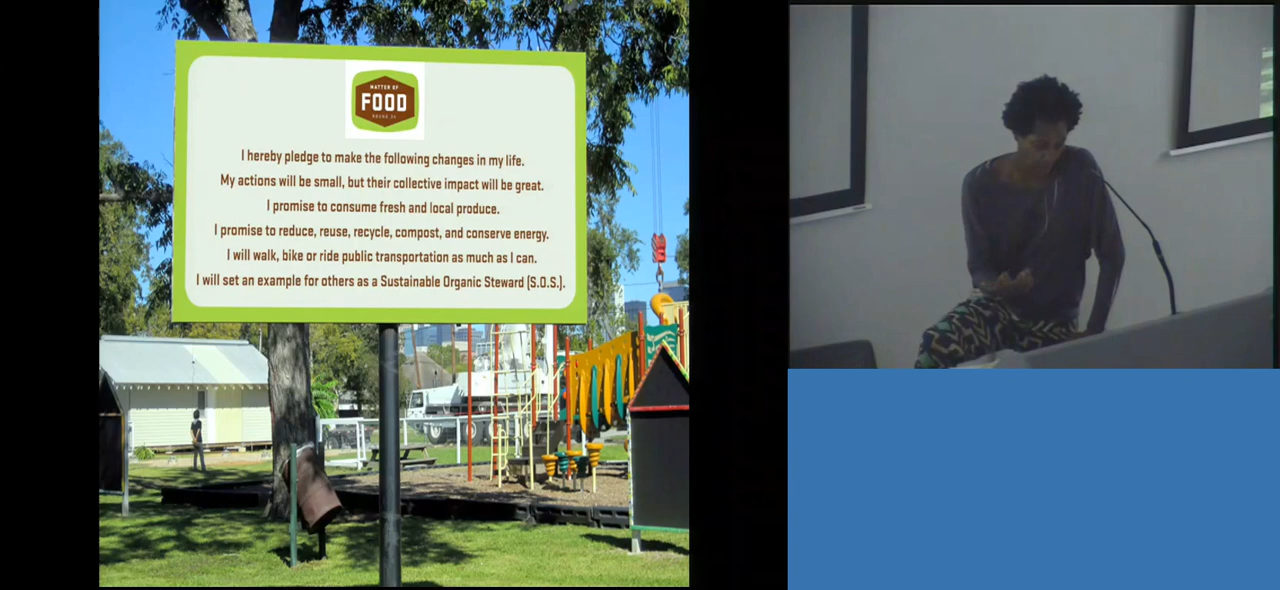 MATTER OF
FOOD
ROUND 34
I hereby pledge to make the following changes in my life.
My actions will be small, but their collective impact will be great.
I promise to consume fresh and local produce.
I promise to reduce, reuse, recycle, compost, and conserve energy.
I will walk, bike or ride public transportation as much as I can.
I will set an example for others as a Sustainable Organic Steward (S.O.S.).